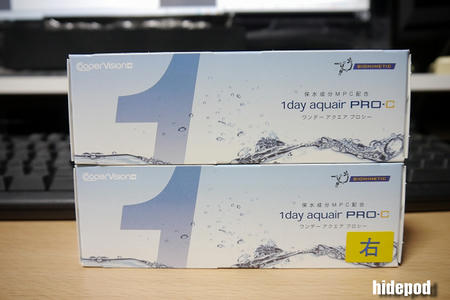 CooperVision
1
BIOMIMETIC
保水成分MPC配合
1day aquair PRO·C
ワンデー アクエア プロシー
CooperVision
1
BIOMIMETIC
保水成分MPC配合
1day aquair PRO·C
ワンデー アクエア プロシー
右
hidepod